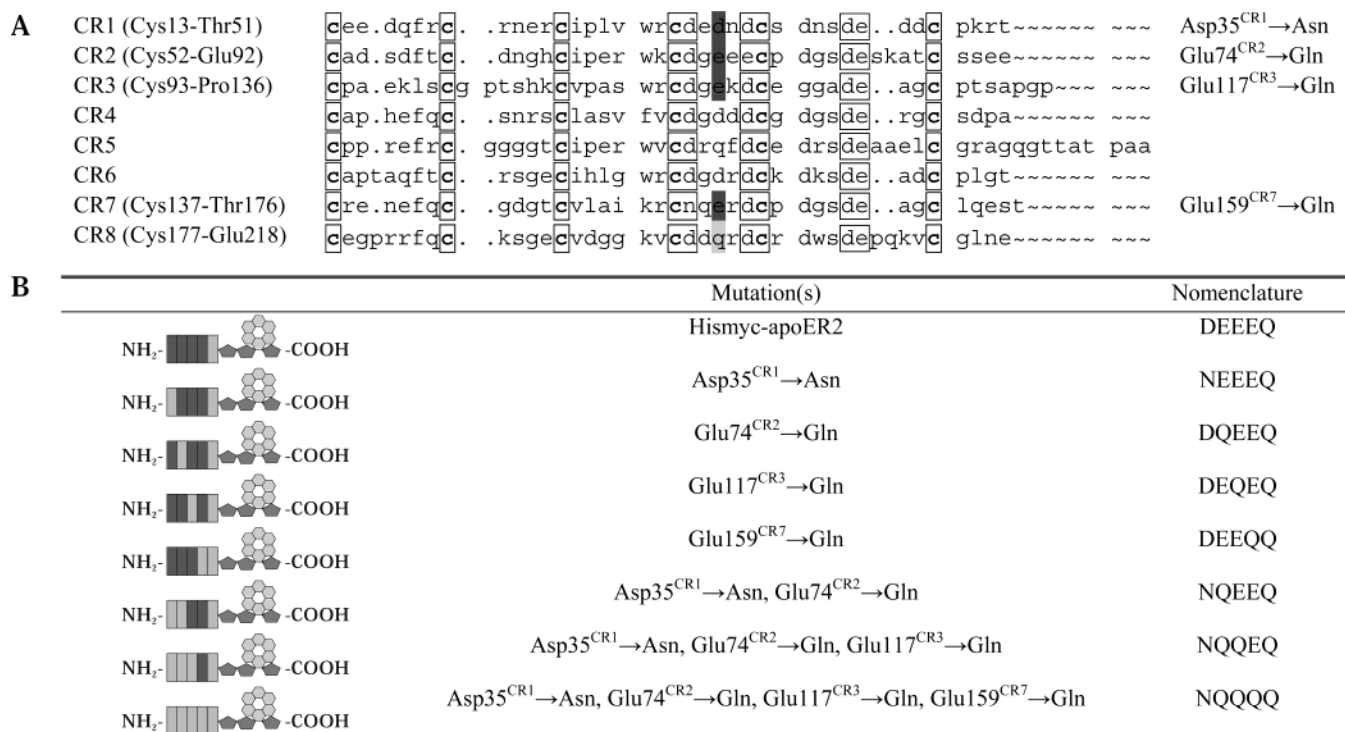 A
CR1 (Cys13-Thr51) cee.dqfrc. .rnerciplv wrcdedndcs dnsde..ddc pkrt~~~~~~ ~~~ Asp35CR1→Asn
CR2 (Cys52-Glu92) cad.sdftc. .dnghciperw wkcdgeeecp dgsdeskatc ssee~~~~~~ ~~~ Glu74CR2→Gln
CR3 (Cys93-Pro136) cpa.eklscg ptshkcvpas wrcdgekdce ggade..agc ptsapgp~~~ ~~~ Glu117CR3→Gln
CR4 cap.hefqc. .snrsclasv fvcdgdddcg dgsde..rgc sdpa~~~~~~ ~~~
CR5 cpp.refrc. ggggtciper wvcdrqfdce drsdeaaelc gragqgttat paa
CR6 captaqftc. .rsgecihlg wrcdgdrdck dksde..adc plgt~~~~~~ ~~~
CR7 (Cys137-Thr176) cre.nefqc. .gdgtcvlai krcnqerdcp dgsde..agc lqest~~~~~ ~~~ Glu159CR7→Gln
CR8 (Cys177-Glu218) cegprrfqc. .ksgecvdgg kvcddqrdcr dwsdepqkvc glne~~~~~~ ~~~
B
Mutation(s) Nomenclature
NH₂- -COOH Hismyc-apoER2 DEEEQ
NH₂- -COOH Asp35CR1→Asn NEEEQ
NH₂- -COOH Glu74CR2→Gln DQEEQ
NH₂- -COOH Glu117CR3→Gln DEQEQ
NH₂- -COOH Glu159CR7→Gln DEEQQ
NH₂- -COOH Asp35CR1→Asn, Glu74CR2→Gln NQEEQ
NH₂- -COOH Asp35CR1→Asn, Glu74CR2→Gln, Glu117CR3→Gln NQQEQ
NH₂- -COOH Asp35CR1→Asn, Glu74CR2→Gln, Glu117CR3→Gln, Glu159CR7→Gln NQQQQ